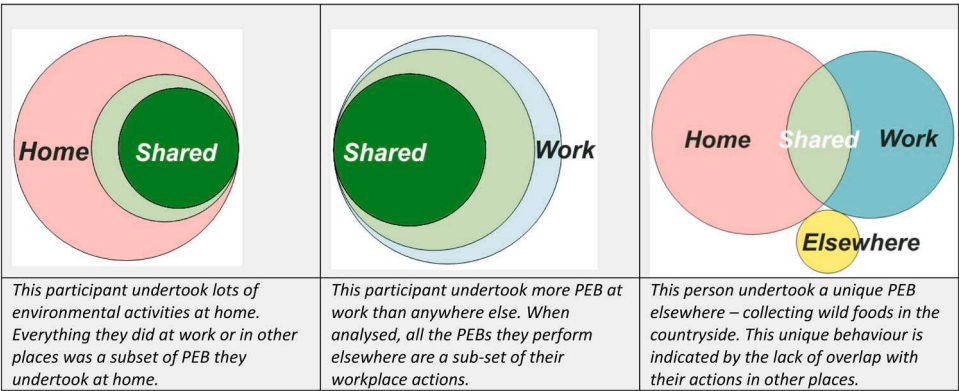 Home
Shared
Shared
Work
Home
Shared
Work
Elsewhere
This participant undertook lots of
environmental activities at home.
Everything they did at work or in other
places was a subset of PEB they
undertook at home.
This participant undertook more PEB at
work than anywhere else. When
analysed, all the PEBs they perform
elsewhere are a sub-set of their
workplace actions.
This person undertook a unique PEB
elsewhere – collecting wild foods in the
countryside. This unique behaviour is
indicated by the lack of overlap with
their actions in other places.